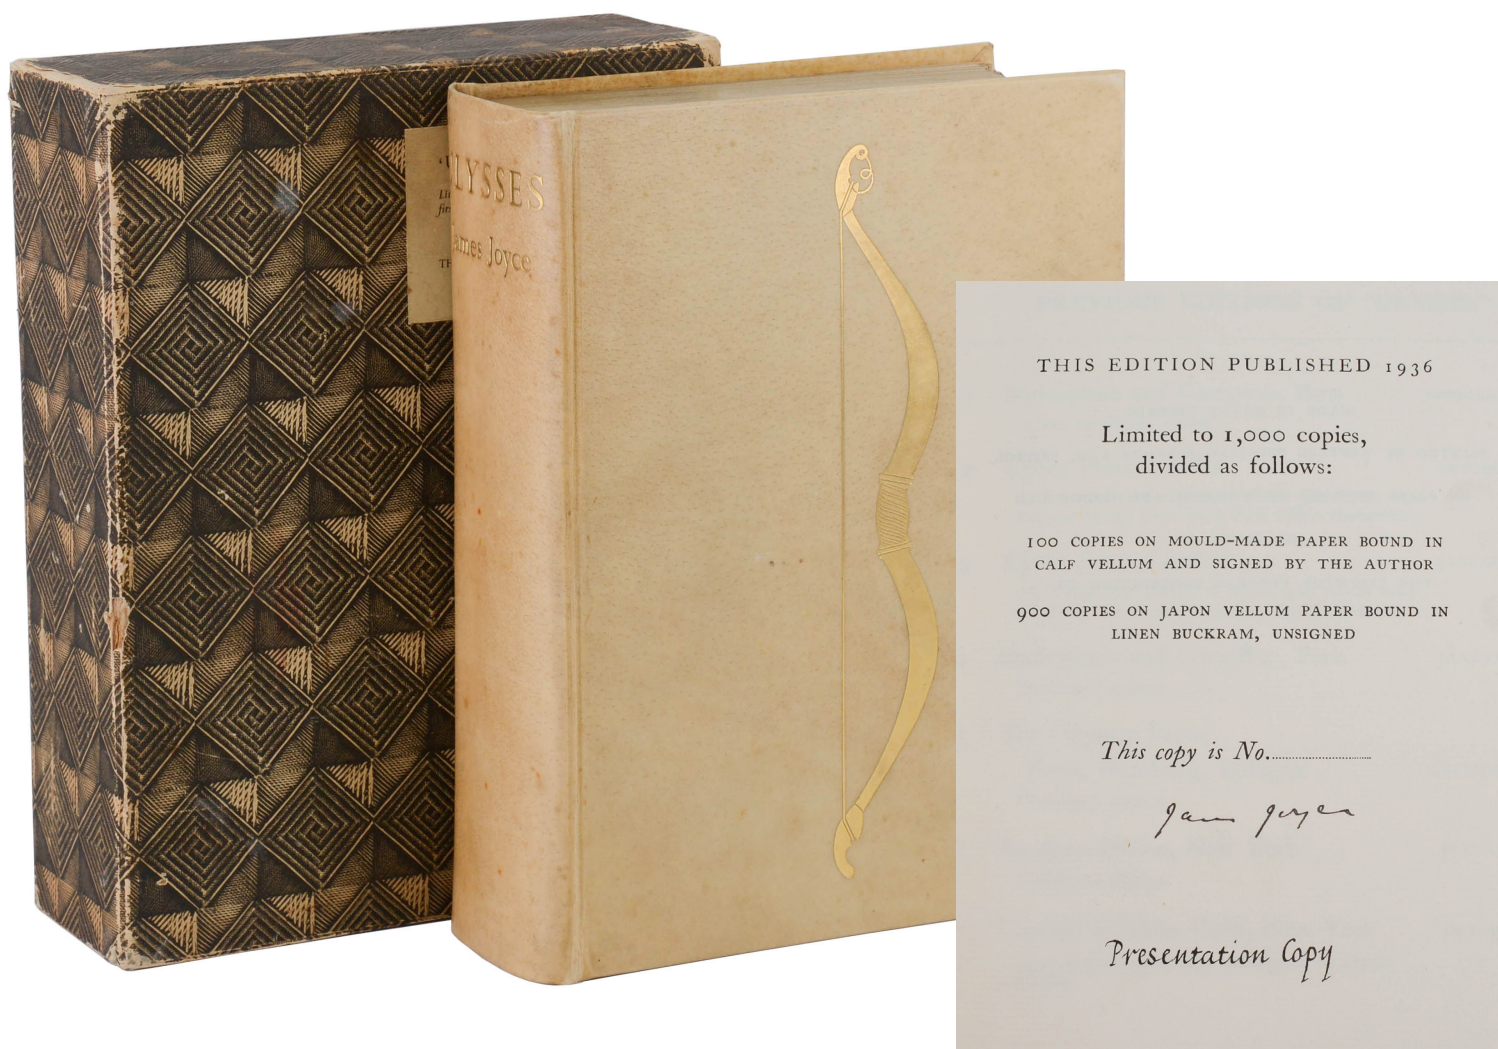 ULYSSES
James Joyce
THIS EDITION PUBLISHED 1936
Limited to 1,000 copies,
divided as follows:
100 COPIES ON MOULD-MADE PAPER BOUND IN
CALF VELLUM AND SIGNED BY THE AUTHOR
900 COPIES ON JAPON VELLUM PAPER BOUND IN
LINEN BUCKRAM, UNSIGNED
This copy is No.
James Joyce
Presentation Copy